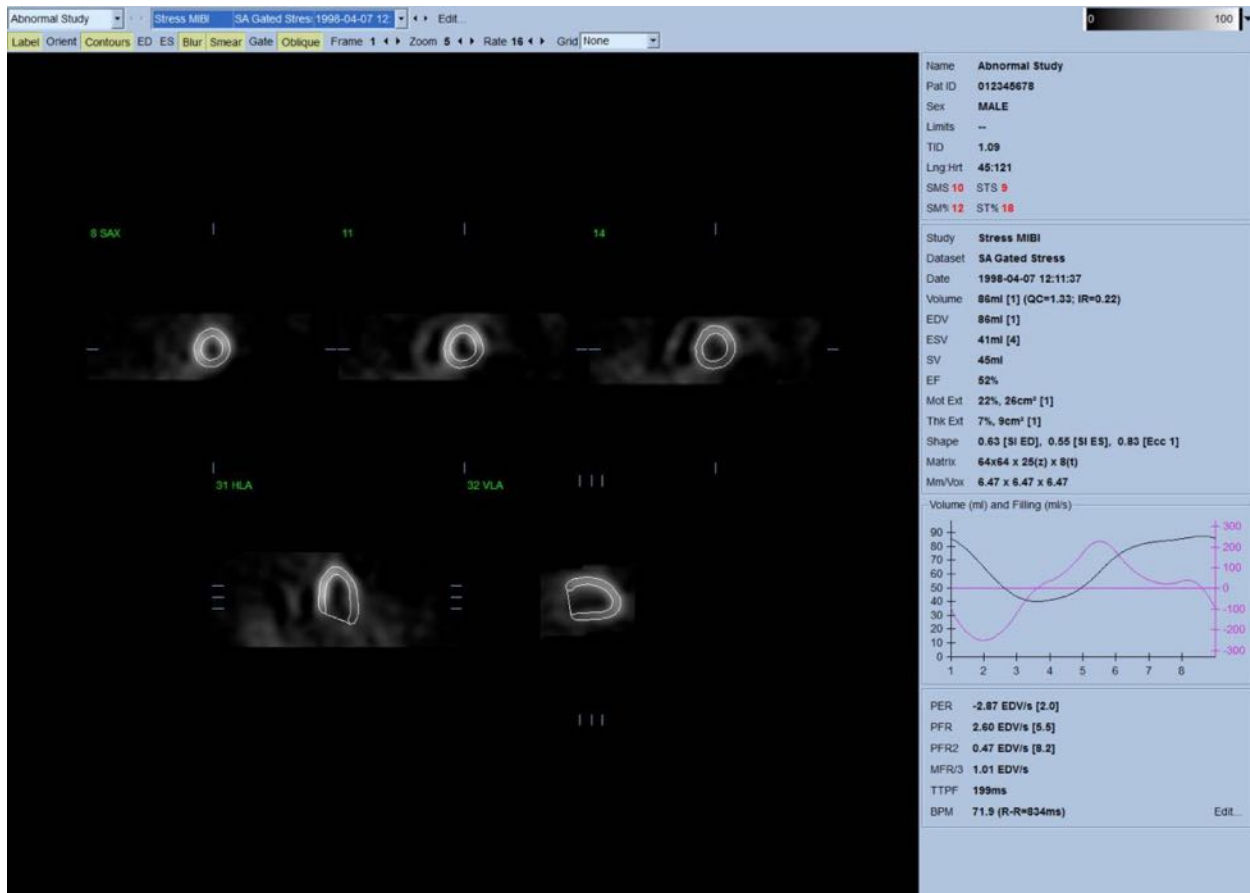 Abnormal Study Stress MIBI SA Gated Stres: 1998-04-07 12: Edit... 0 100
Label Orient Contours ED ES Blur Smear Gate Oblique Frame 1 Zoom 5 Rate 16 Grid None
Name Abnormal Study
Pat ID 012345678
Sex MALE
Limits --
TID 1.09
Lng:Hrt 45:121
SMS 10 STS 9
SM% 12 ST% 18
8 SAX 11 14
31 HLA 32 VLA
Study Stress MIBI
Dataset SA Gated Stress
Date 1998-04-07 12:11:37
Volume 86ml [1] (QC=1.33; IR=0.22)
EDV 86ml [1]
ESV 41ml [4]
SV 45ml
EF 52%
Mot Ext 22%, 26cm² [1]
Thk Ext 7%, 9cm² [1]
Shape 0.63 [SI ED], 0.55 [SI ES], 0.83 [Ecc 1]
Matrix 64x64 x 25(z) x 8(t)
Mm/Vox 6.47 x 6.47 x 6.47
Volume (ml) and Filling (ml/s)
90 300
80 200
70
60 100
50 0
40
30 -100
20 -200
10
0 -300
1 2 3 4 5 6 7 8
PER -2.87 EDV/s [2.0]
PFR 2.60 EDV/s [5.5]
PFR2 0.47 EDV/s [8.2]
MFR/3 1.01 EDV/s
TTPF 199ms
BPM 71.9 (R-R=834ms) Edit...